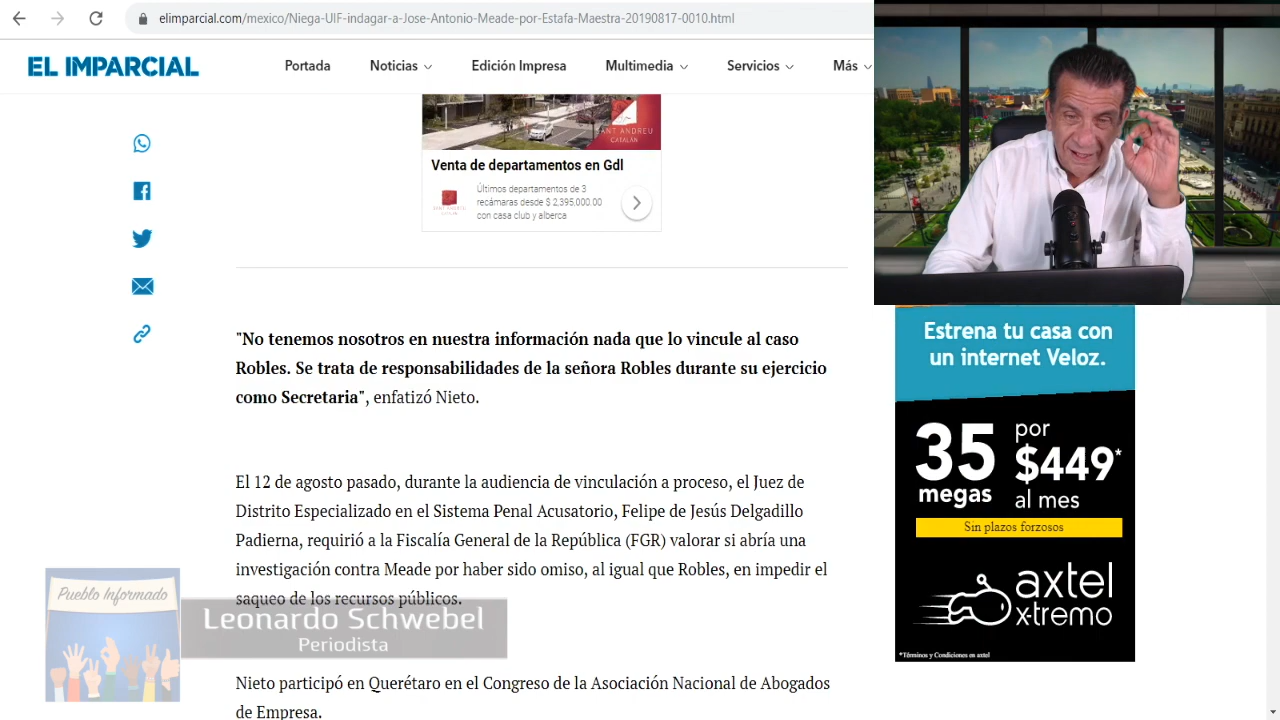 elimparcial.com/mexico/Niega-UIF-indagar-a-Jose-Antonio-Meade-por-Estafa-Maestra-20190817-0010.html
EL IMPARCIAL
Portada
Noticias
Edición Impresa
Multimedia
Servicios
Más
SANT ANDREU
CATALÁN
Venta de departamentos en Gdl
Últimos departamentos de 3
recámaras desde $ 2,395,000.00
con casa club y alberca
"No tenemos nosotros en nuestra información nada que lo vincule al caso
Robles. Se trata de responsabilidades de la señora Robles durante su ejercicio
como Secretaria", enfatizó Nieto.
El 12 de agosto pasado, durante la audiencia de vinculación a proceso, el Juez de
Distrito Especializado en el Sistema Penal Acusatorio, Felipe de Jesús Delgadillo
Padierna, requirió a la Fiscalía General de la República (FGR) valorar si abría una
investigación contra Meade por haber sido omiso, al igual que Robles, en impedir el
saqueo de los recursos públicos.
Nieto participó en Querétaro en el Congreso de la Asociación Nacional de Abogados
de Empresa.
Pueblo Informado
Leonardo Schwebel
Periodista
Estrena tu casa con
un internet Veloz.
35
megas
por
$449*
al mes
Sin plazos forzosos
axtel
x-tremo
*Términos y Condiciones en axtel